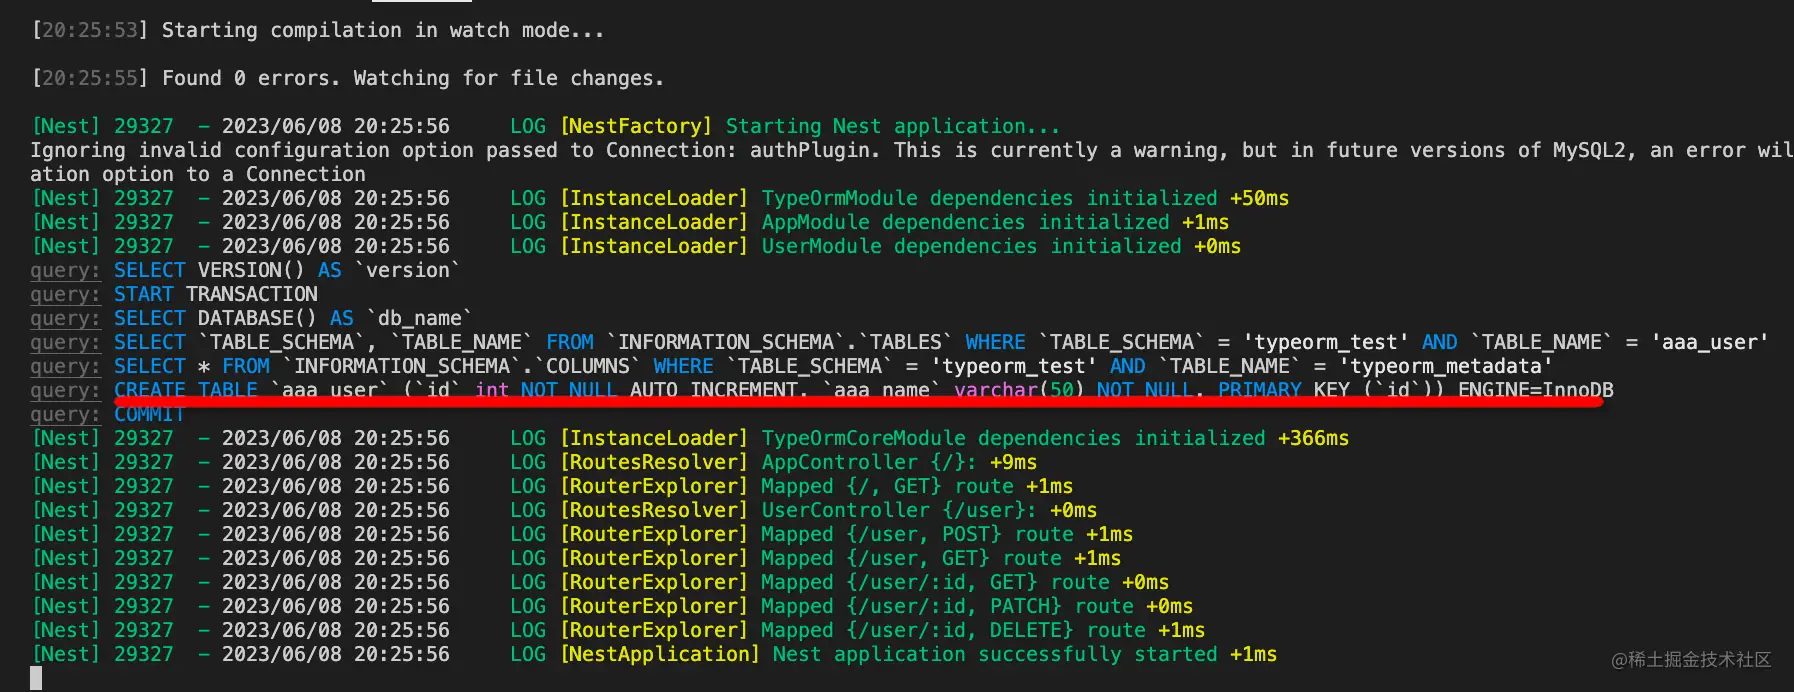 [20:25:53] Starting compilation in watch mode...
[20:25:55] Found 0 errors. Watching for file changes.
[Nest] 29327  - 2023/06/08 20:25:56     LOG [NestFactory] Starting Nest application...
Ignoring invalid configuration option passed to Connection: authPlugin. This is currently a warning, but in future versions of MySQL2, an error wil
ation option to a Connection
[Nest] 29327  - 2023/06/08 20:25:56     LOG [InstanceLoader] TypeOrmModule dependencies initialized +50ms
[Nest] 29327  - 2023/06/08 20:25:56     LOG [InstanceLoader] AppModule dependencies initialized +1ms
[Nest] 29327  - 2023/06/08 20:25:56     LOG [InstanceLoader] UserModule dependencies initialized +0ms
query: SELECT VERSION() AS `version`
query: START TRANSACTION
query: SELECT DATABASE() AS `db_name`
query: SELECT `TABLE_SCHEMA`, `TABLE_NAME` FROM `INFORMATION_SCHEMA`.`TABLES` WHERE `TABLE_SCHEMA` = 'typeorm_test' AND `TABLE_NAME` = 'aaa_user'
query: SELECT * FROM `INFORMATION_SCHEMA`.`COLUMNS` WHERE `TABLE_SCHEMA` = 'typeorm_test' AND `TABLE_NAME` = 'typeorm_metadata'
query: CREATE TABLE `aaa_user` (`id` int NOT NULL AUTO_INCREMENT, `aaa_name` varchar(50) NOT NULL, PRIMARY KEY (`id`)) ENGINE=InnoDB
query: COMMIT
[Nest] 29327  - 2023/06/08 20:25:56     LOG [InstanceLoader] TypeOrmCoreModule dependencies initialized +366ms
[Nest] 29327  - 2023/06/08 20:25:56     LOG [RoutesResolver] AppController {/}: +9ms
[Nest] 29327  - 2023/06/08 20:25:56     LOG [RouterExplorer] Mapped {/, GET} route +1ms
[Nest] 29327  - 2023/06/08 20:25:56     LOG [RoutesResolver] UserController {/user}: +0ms
[Nest] 29327  - 2023/06/08 20:25:56     LOG [RouterExplorer] Mapped {/user, POST} route +1ms
[Nest] 29327  - 2023/06/08 20:25:56     LOG [RouterExplorer] Mapped {/user, GET} route +1ms
[Nest] 29327  - 2023/06/08 20:25:56     LOG [RouterExplorer] Mapped {/user/:id, GET} route +0ms
[Nest] 29327  - 2023/06/08 20:25:56     LOG [RouterExplorer] Mapped {/user/:id, PATCH} route +0ms
[Nest] 29327  - 2023/06/08 20:25:56     LOG [RouterExplorer] Mapped {/user/:id, DELETE} route +1ms
[Nest] 29327  - 2023/06/08 20:25:56     LOG [NestApplication] Nest application successfully started +1ms
@稀土掘金技术社区